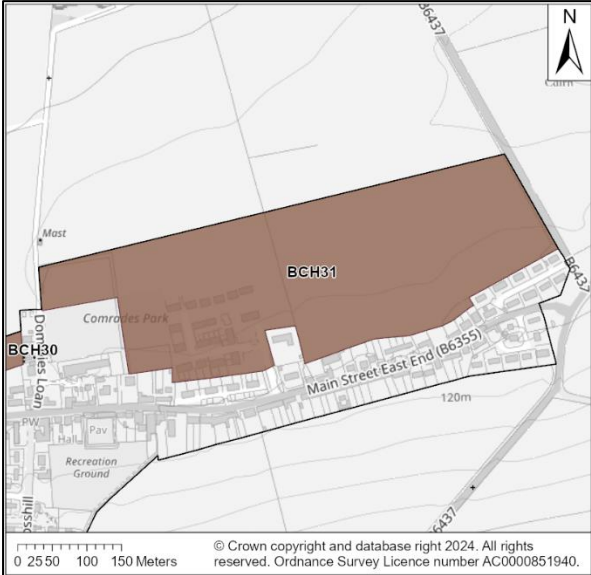 N
B6437
Cairn
Mast
BCH31
Comrades Park
B6437
BCH30
Dominies Loan
Main Street East End (B6355)
120m
PW
Hall
Pav
Recreation
Ground
B6437
0 25 50 100 150 Meters
© Crown copyright and database right 2024. All rights
reserved. Ordnance Survey Licence number AC0000851940.